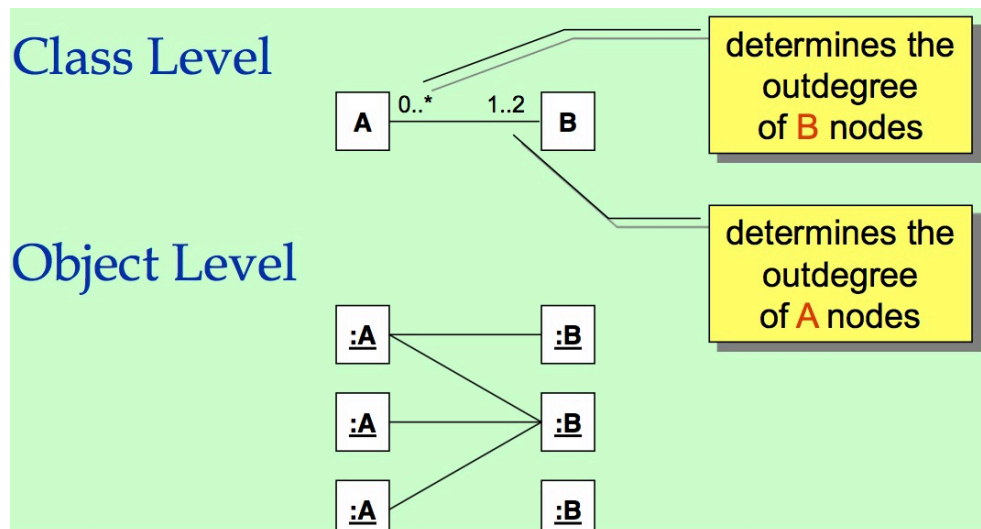 Class Level
determines the
outdegree
of B nodes
A 0..* 1..2 B
determines the
outdegree
of A nodes
Object Level
:A :B
:A :B
:A :B